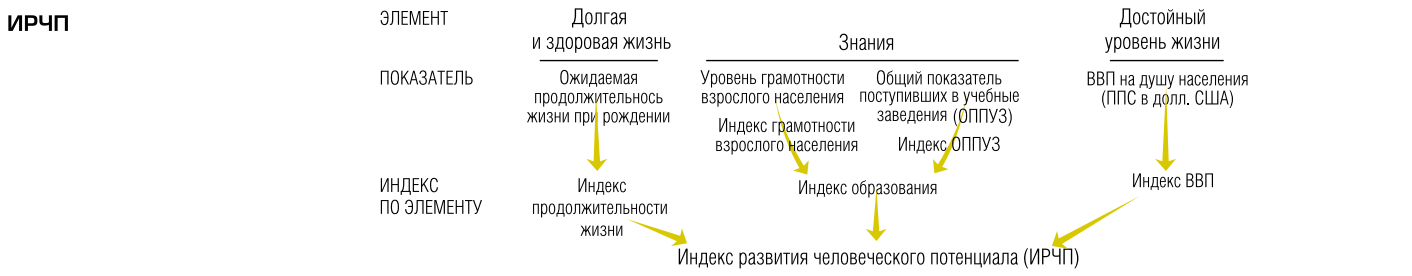 ИРЧП
ЭЛЕМЕНТ
Долгая
и здоровая жизнь
Знания
Достойный
уровень жизни
ПОКАЗАТЕЛЬ
Ожидаемая
продолжительнось
жизни при рождении
Уровень грамотности
взрослого населения
Индекс грамотности
взрослого населения
Общий показатель
поступивших в учебные
заведения (ОППУЗ)
Индекс ОППУЗ
ВВП на душу населения
(ППС в долл. США)
ИНДЕКС
ПО ЭЛЕМЕНТУ
Индекс
продолжительности
жизни
Индекс образования
Индекс ВВП
Индекс развития человеческого потенциала (ИРЧП)